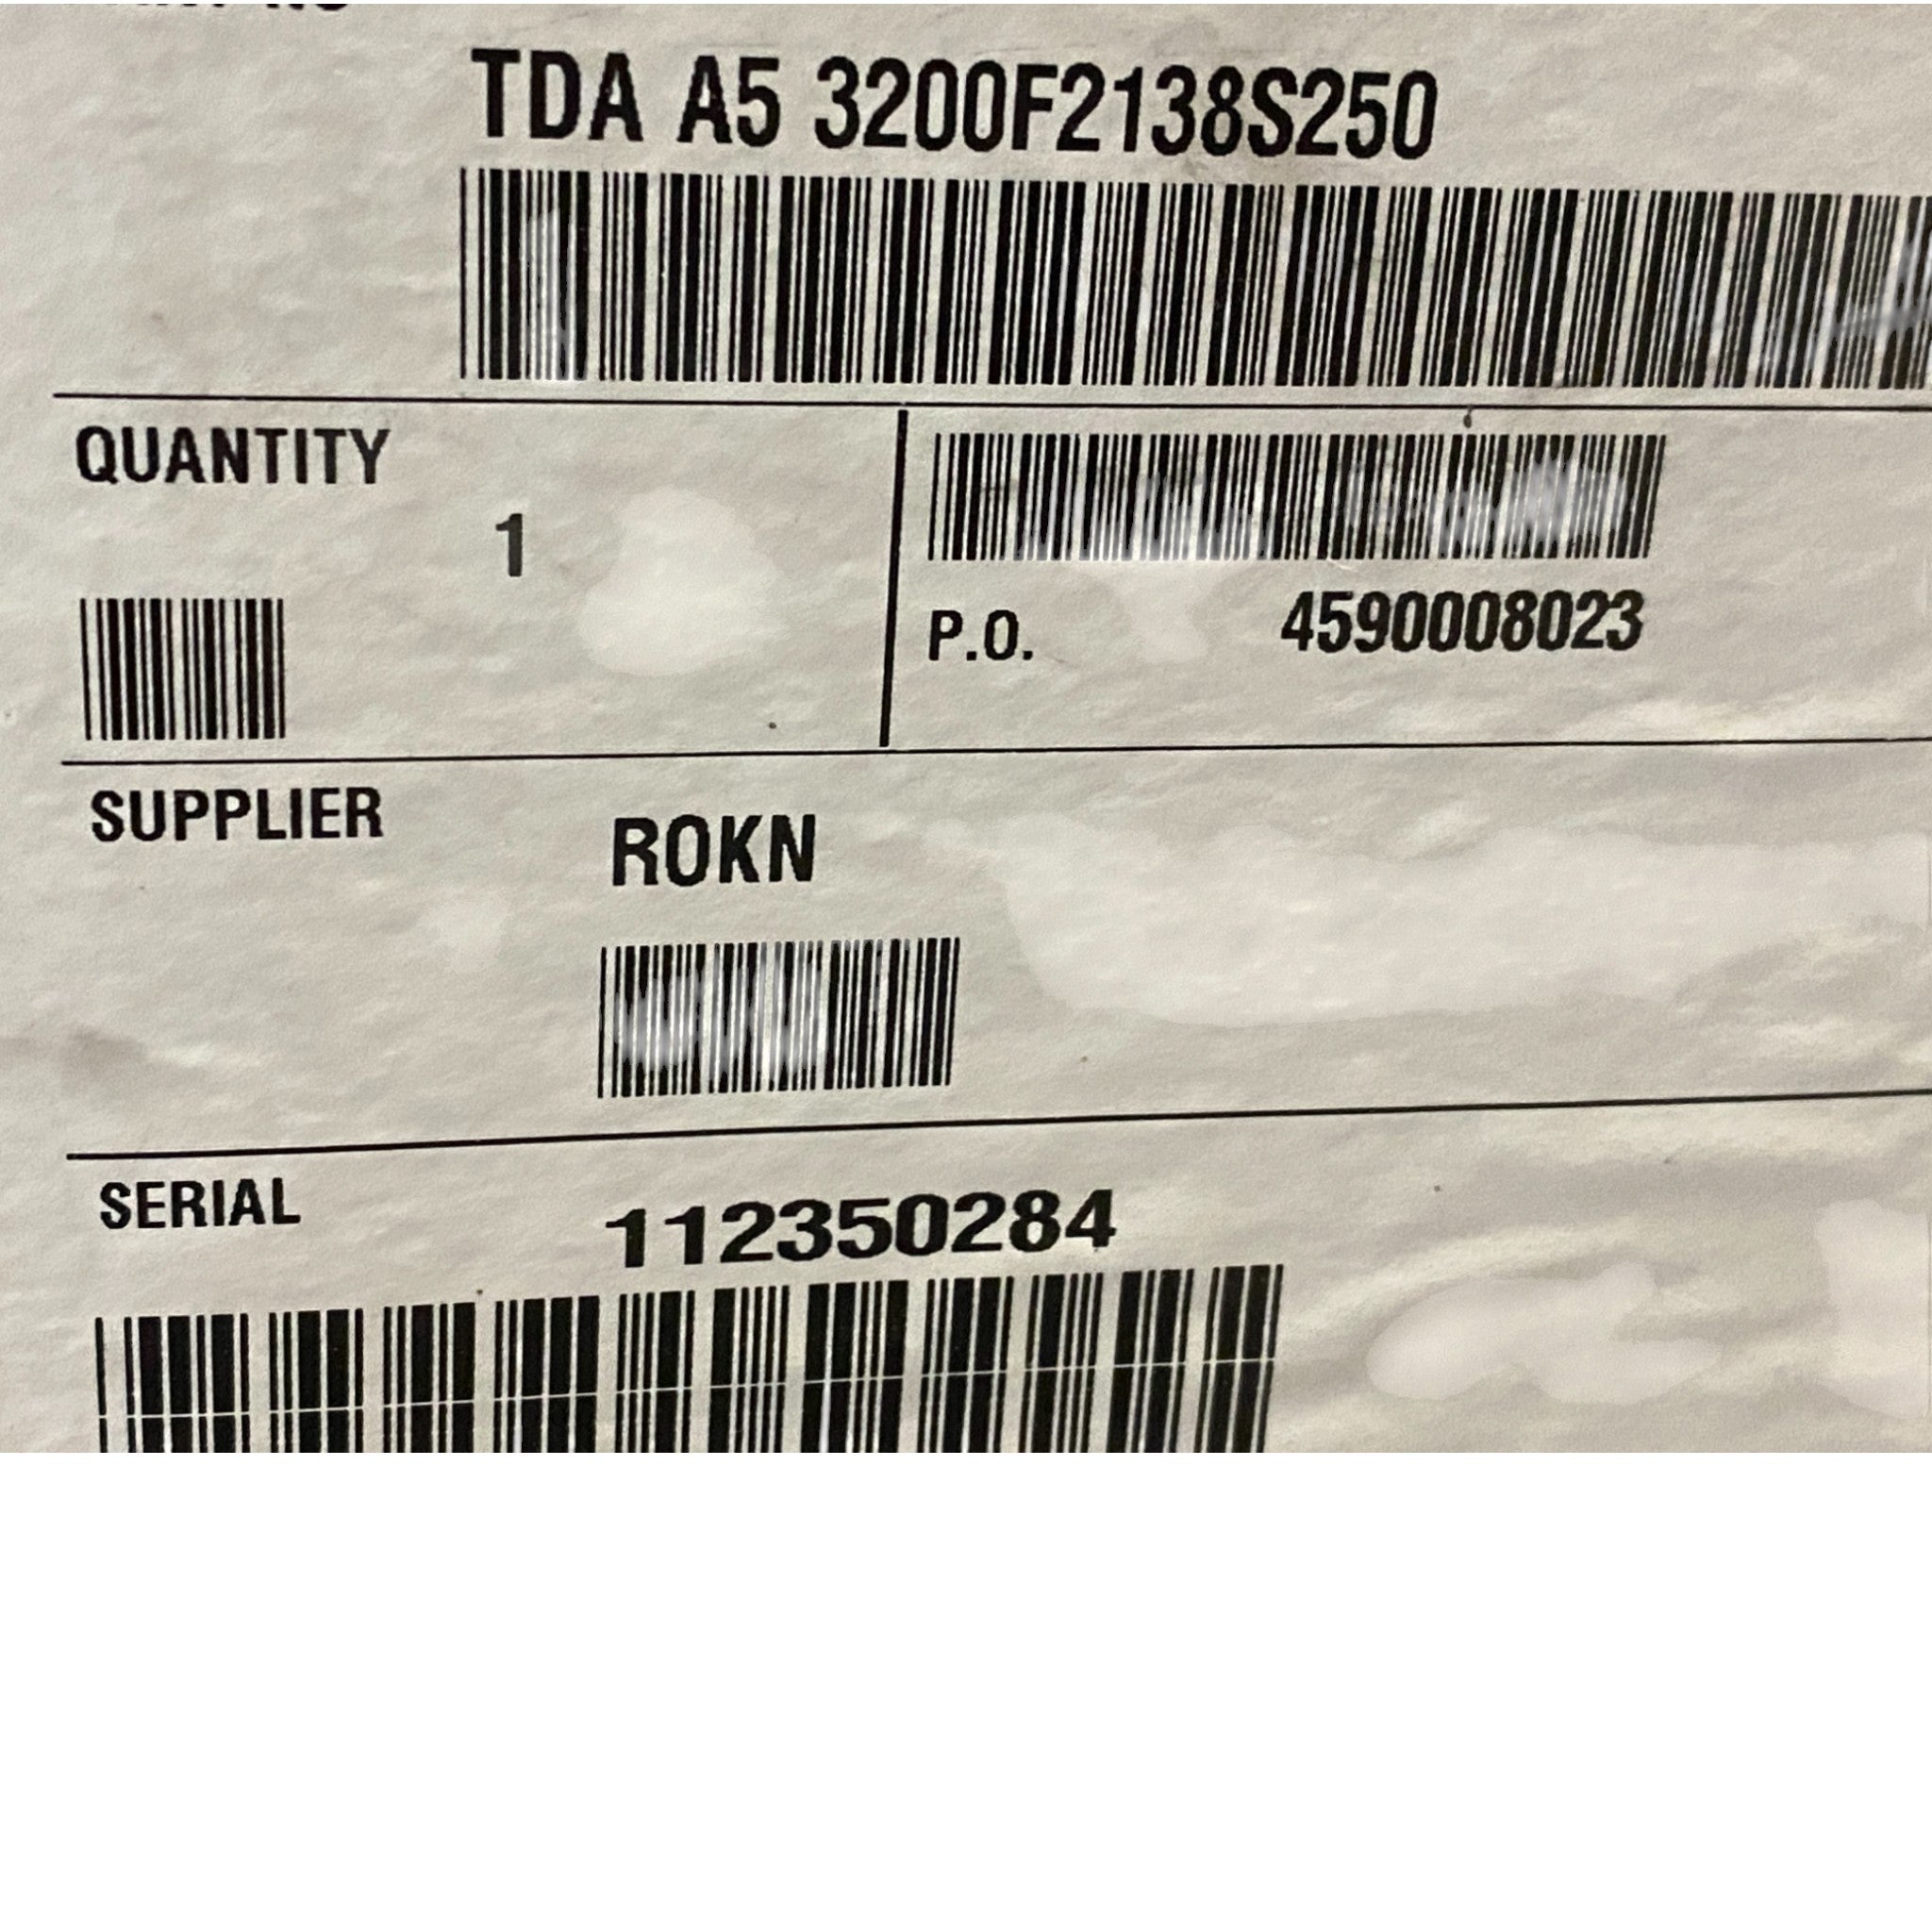 TDA A5 3200F2138S250
QUANTITY
1
P.O. 4590008023
SUPPLIER
ROKN
SERIAL
112350284